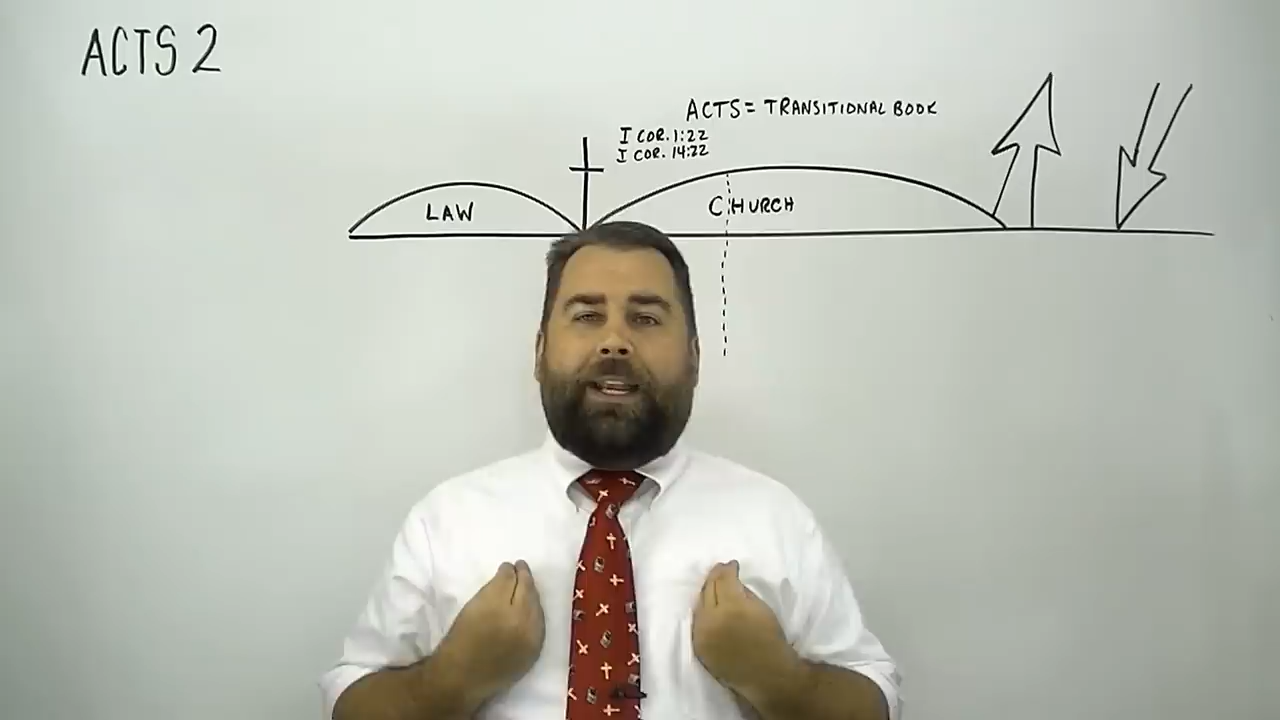 ACTS 2
ACTS = TRANSITIONAL BOOK
I COR. 1:22
I COR. 14:22
LAW
CHURCH